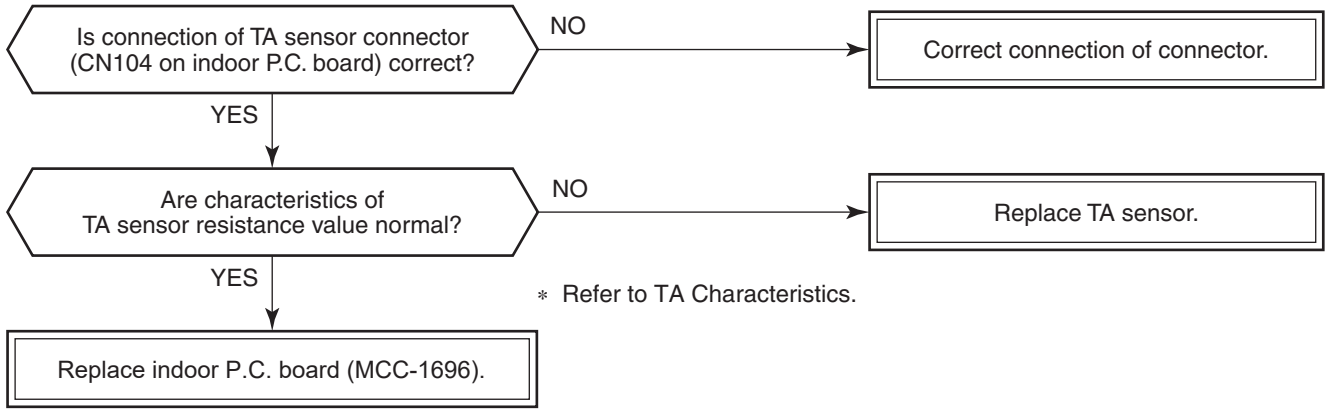 Is connection of TA sensor connector
(CN104 on indoor P.C. board) correct?
NO
Correct connection of connector.
YES
Are characteristics of
TA sensor resistance value normal?
NO
Replace TA sensor.
YES
* Refer to TA Characteristics.
Replace indoor P.C. board (MCC-1696).